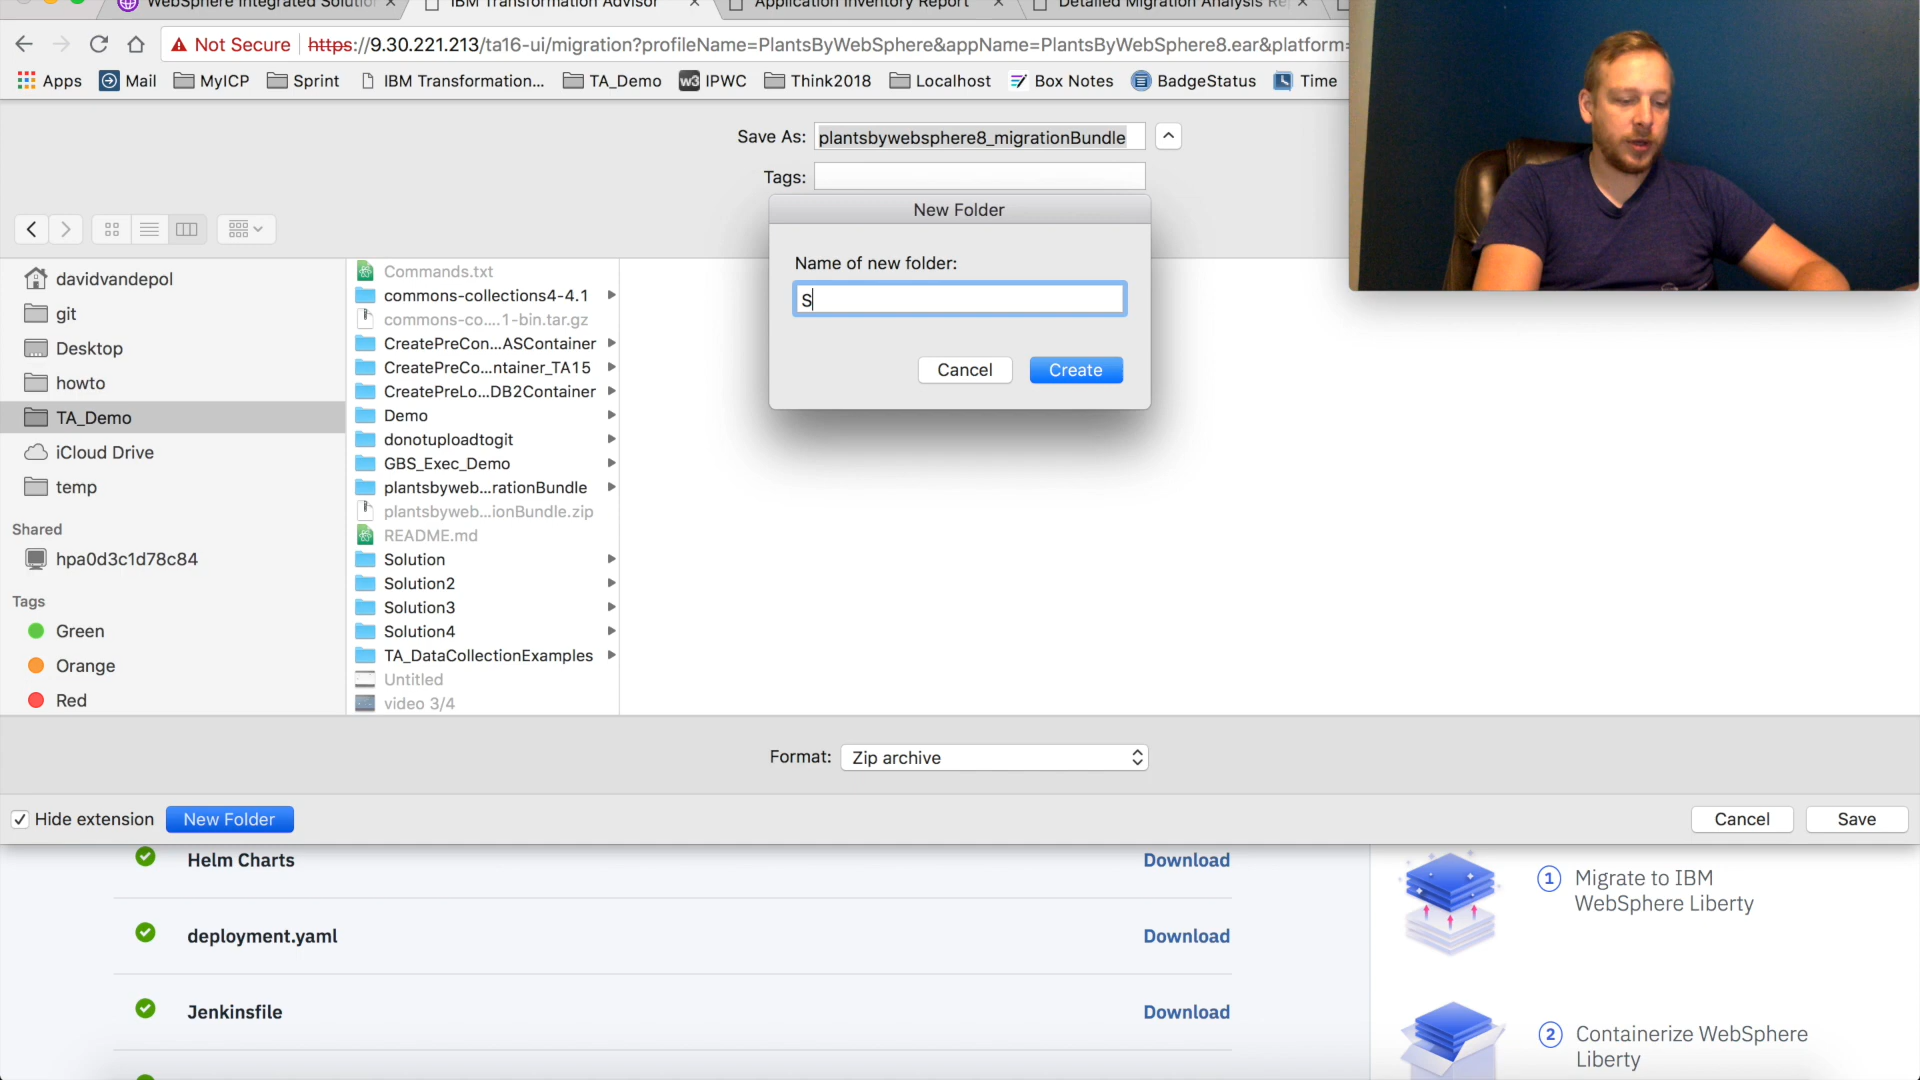 WebSphere Integrated Solution
IBM Transformation Advisor
Application Inventory Report
Detailed Migration Analysis Re
Not Secure
https://9.30.221.213/ta16-ui/migration?profileName=PlantsByWebSphere&appName=PlantsByWebSphere8.ear&platform=
Apps
Mail
MyICP
Sprint
IBM Transformation...
TA_Demo
w3 IPWC
Think2018
Localhost
Box Notes
BadgeStatus
Time
Save As: plantsbywebsphere8_migrationBundle
Tags:
New Folder
Name of new folder:
S
Cancel
Create
davidvandepol
git
Desktop
howto
TA_Demo
iCloud Drive
temp
Shared
hpa0d3c1d78c84
Tags
Green
Orange
Red
Commands.txt
commons-collections4-4.1
commons-co....1-bin.tar.gz
CreatePreCon...ASContainer
CreatePreCo...ntainer_TA15
CreatePreLo...DB2Container
Demo
donotuploadtogit
GBS_Exec_Demo
plantsbyweb...rationBundle
plantsbyweb...ionBundle.zip
README.md
Solution
Solution2
Solution3
Solution4
TA_DataCollectionExamples
Untitled
video 3/4
Format: Zip archive
Hide extension
New Folder
Cancel
Save
Helm Charts
Download
deployment.yaml
Download
Jenkinsfile
Download
1
Migrate to IBM
WebSphere Liberty
2
Containerize WebSphere
Liberty